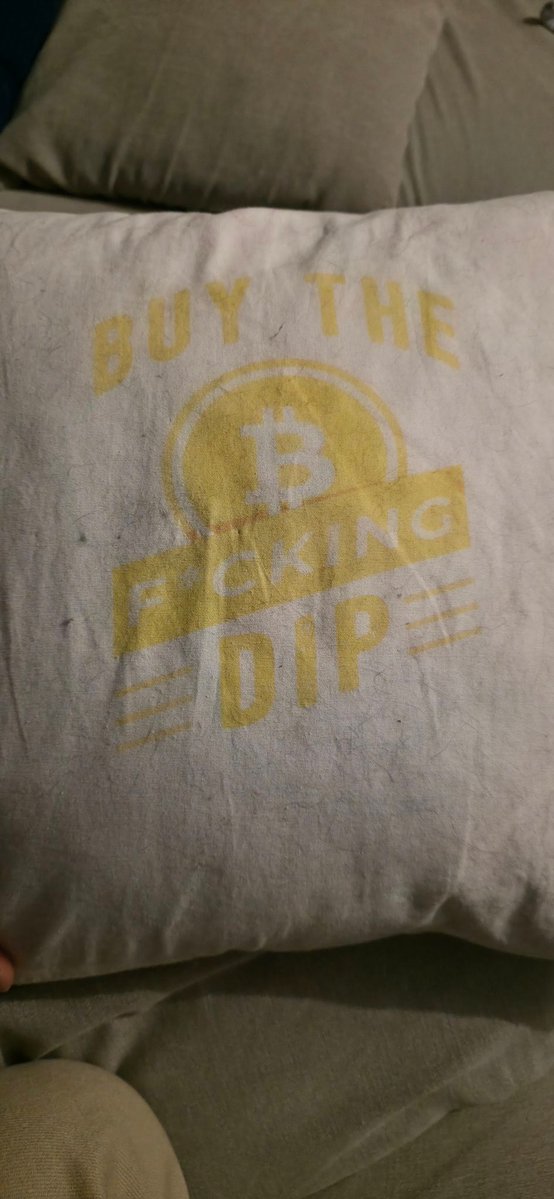 BUY THE
₿
F*CKING
DIP